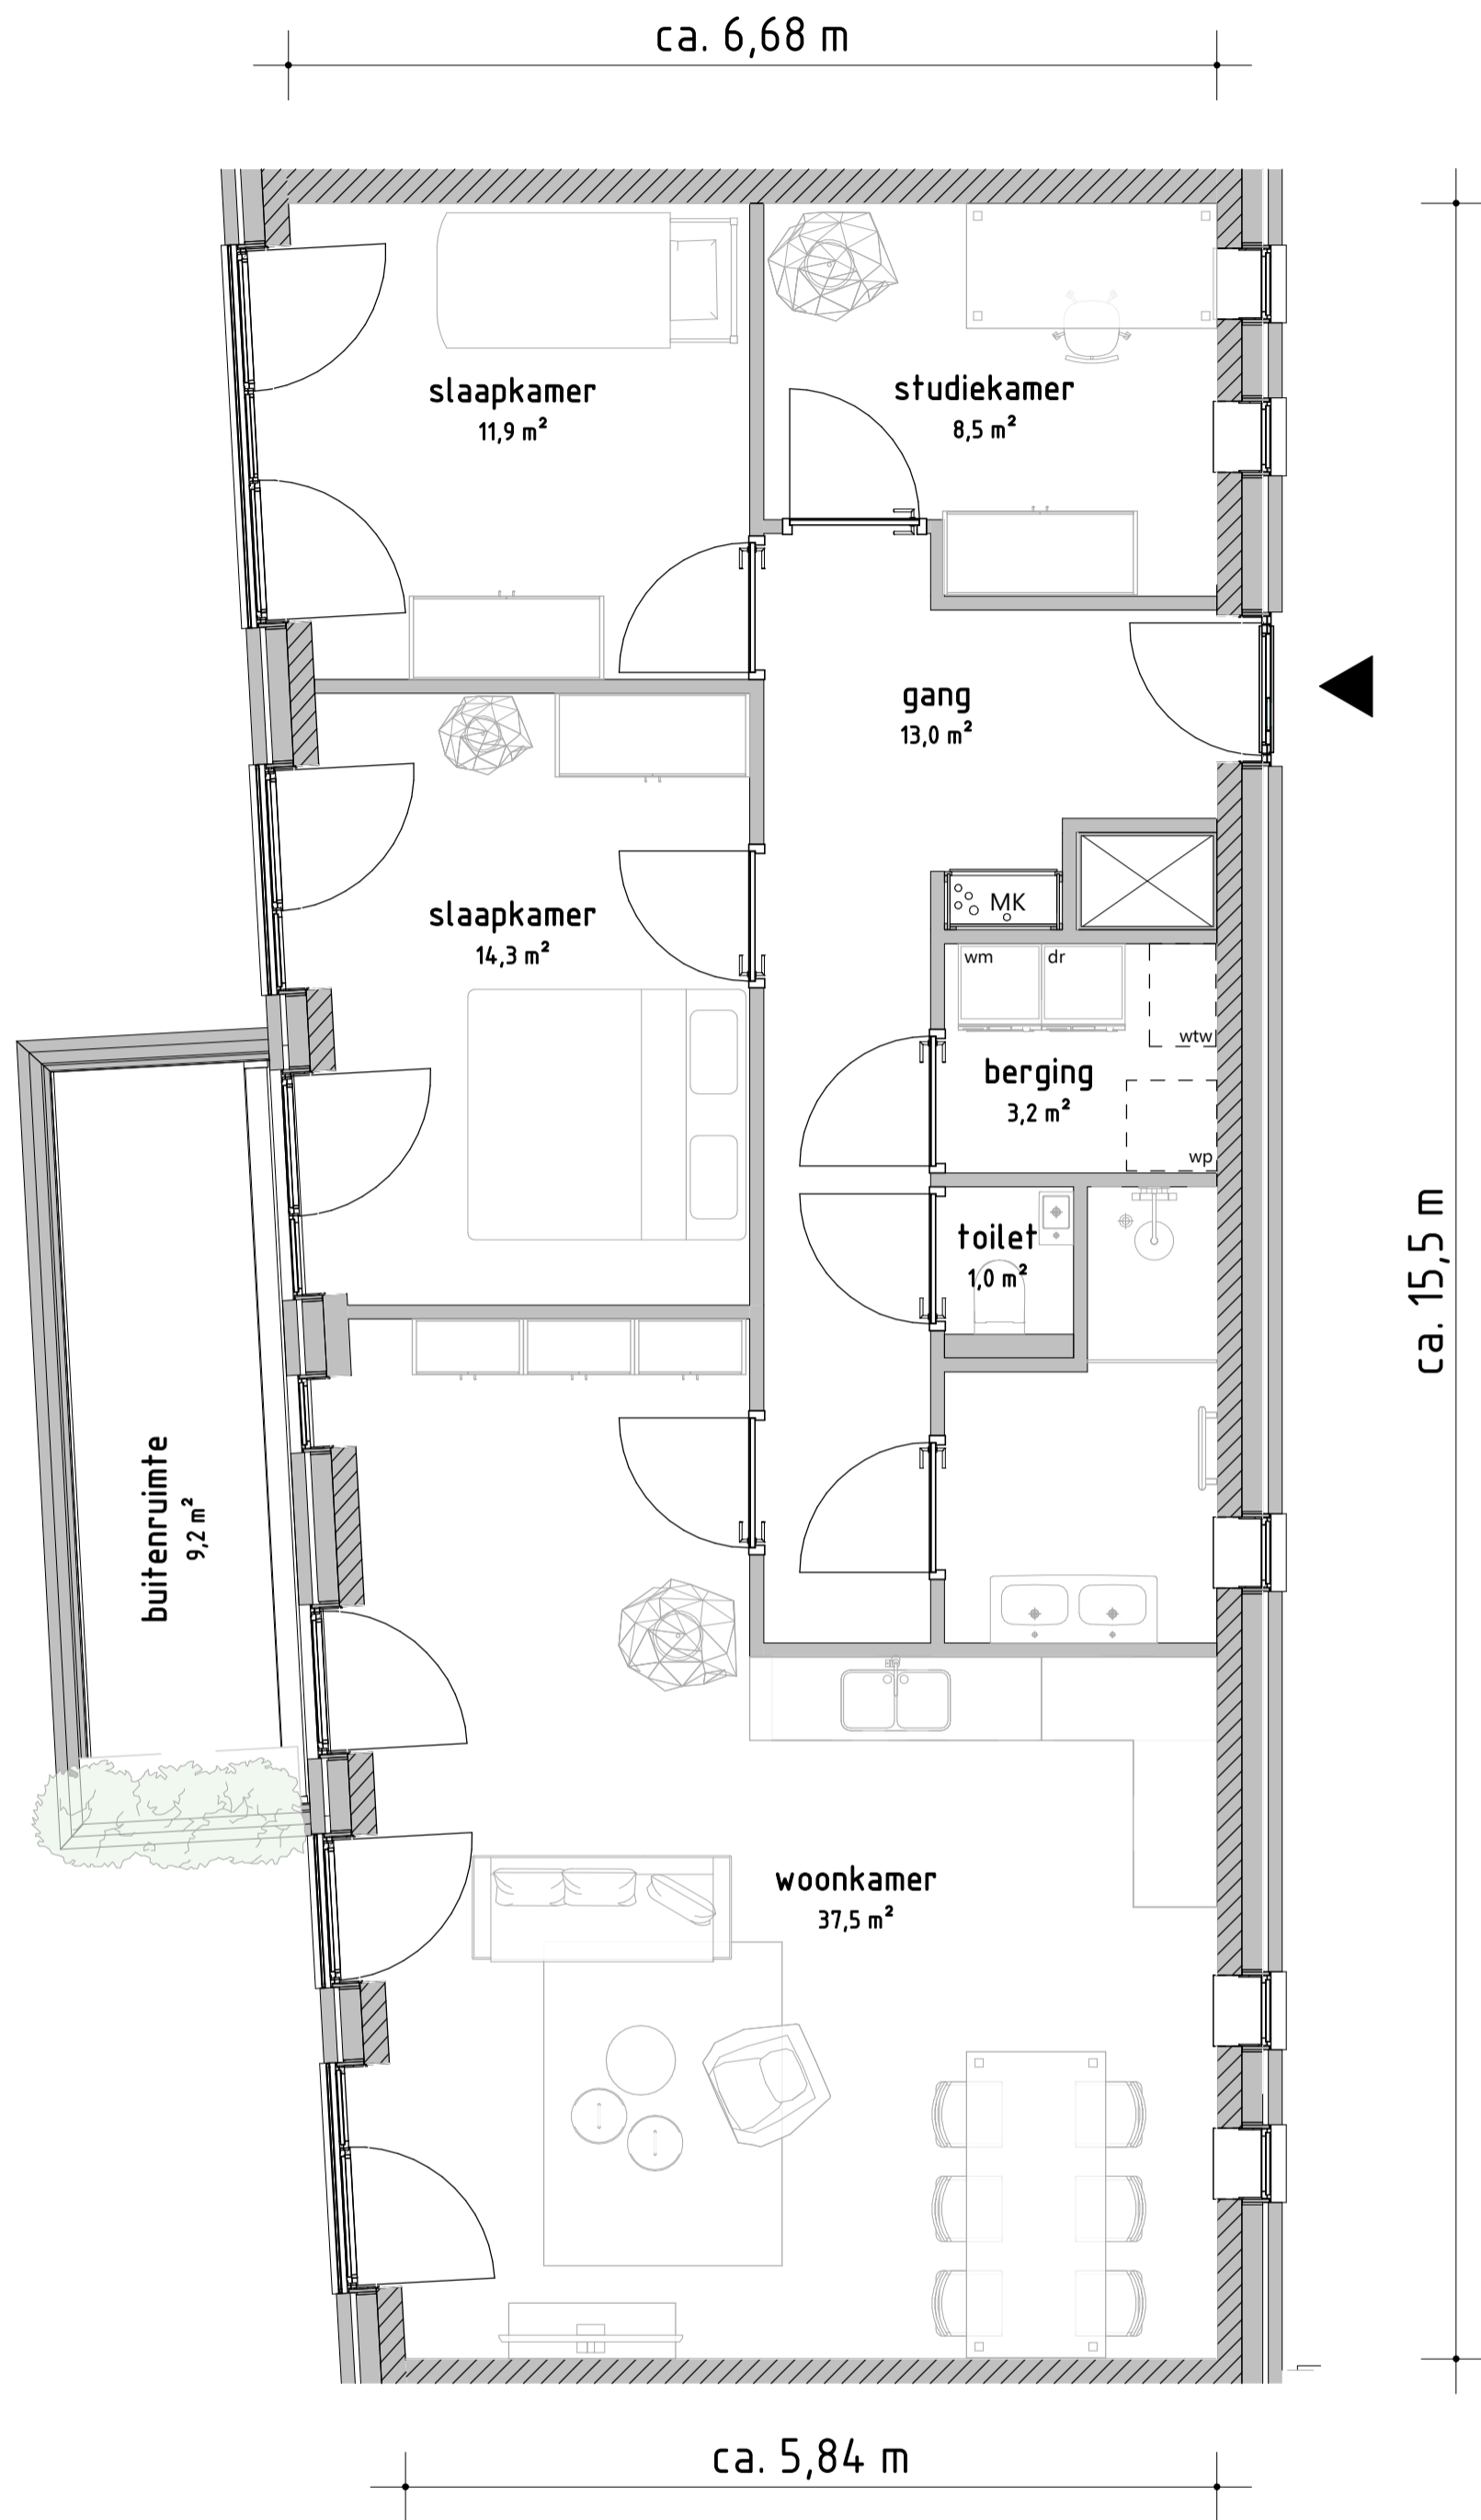 ca. 6,68 m
slaapkamer
11,9 m²
studiekamer
8,5 m²
gang
13,0 m²
MK
slaapkamer
14,3 m²
wm
dr
wtw
berging
3,2 m²
wp
toilet
1,0 m²
ca. 15,5 m
buitenruimte
9,2 m²
woonkamer
37,5 m²
ca. 5,84 m